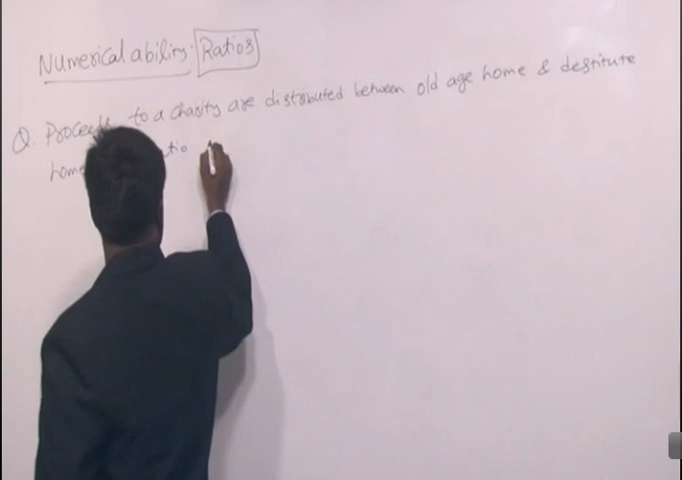 Numerical ability: Ratios
Q. Proceeds to a charity are distributed between old age home & destitute
home